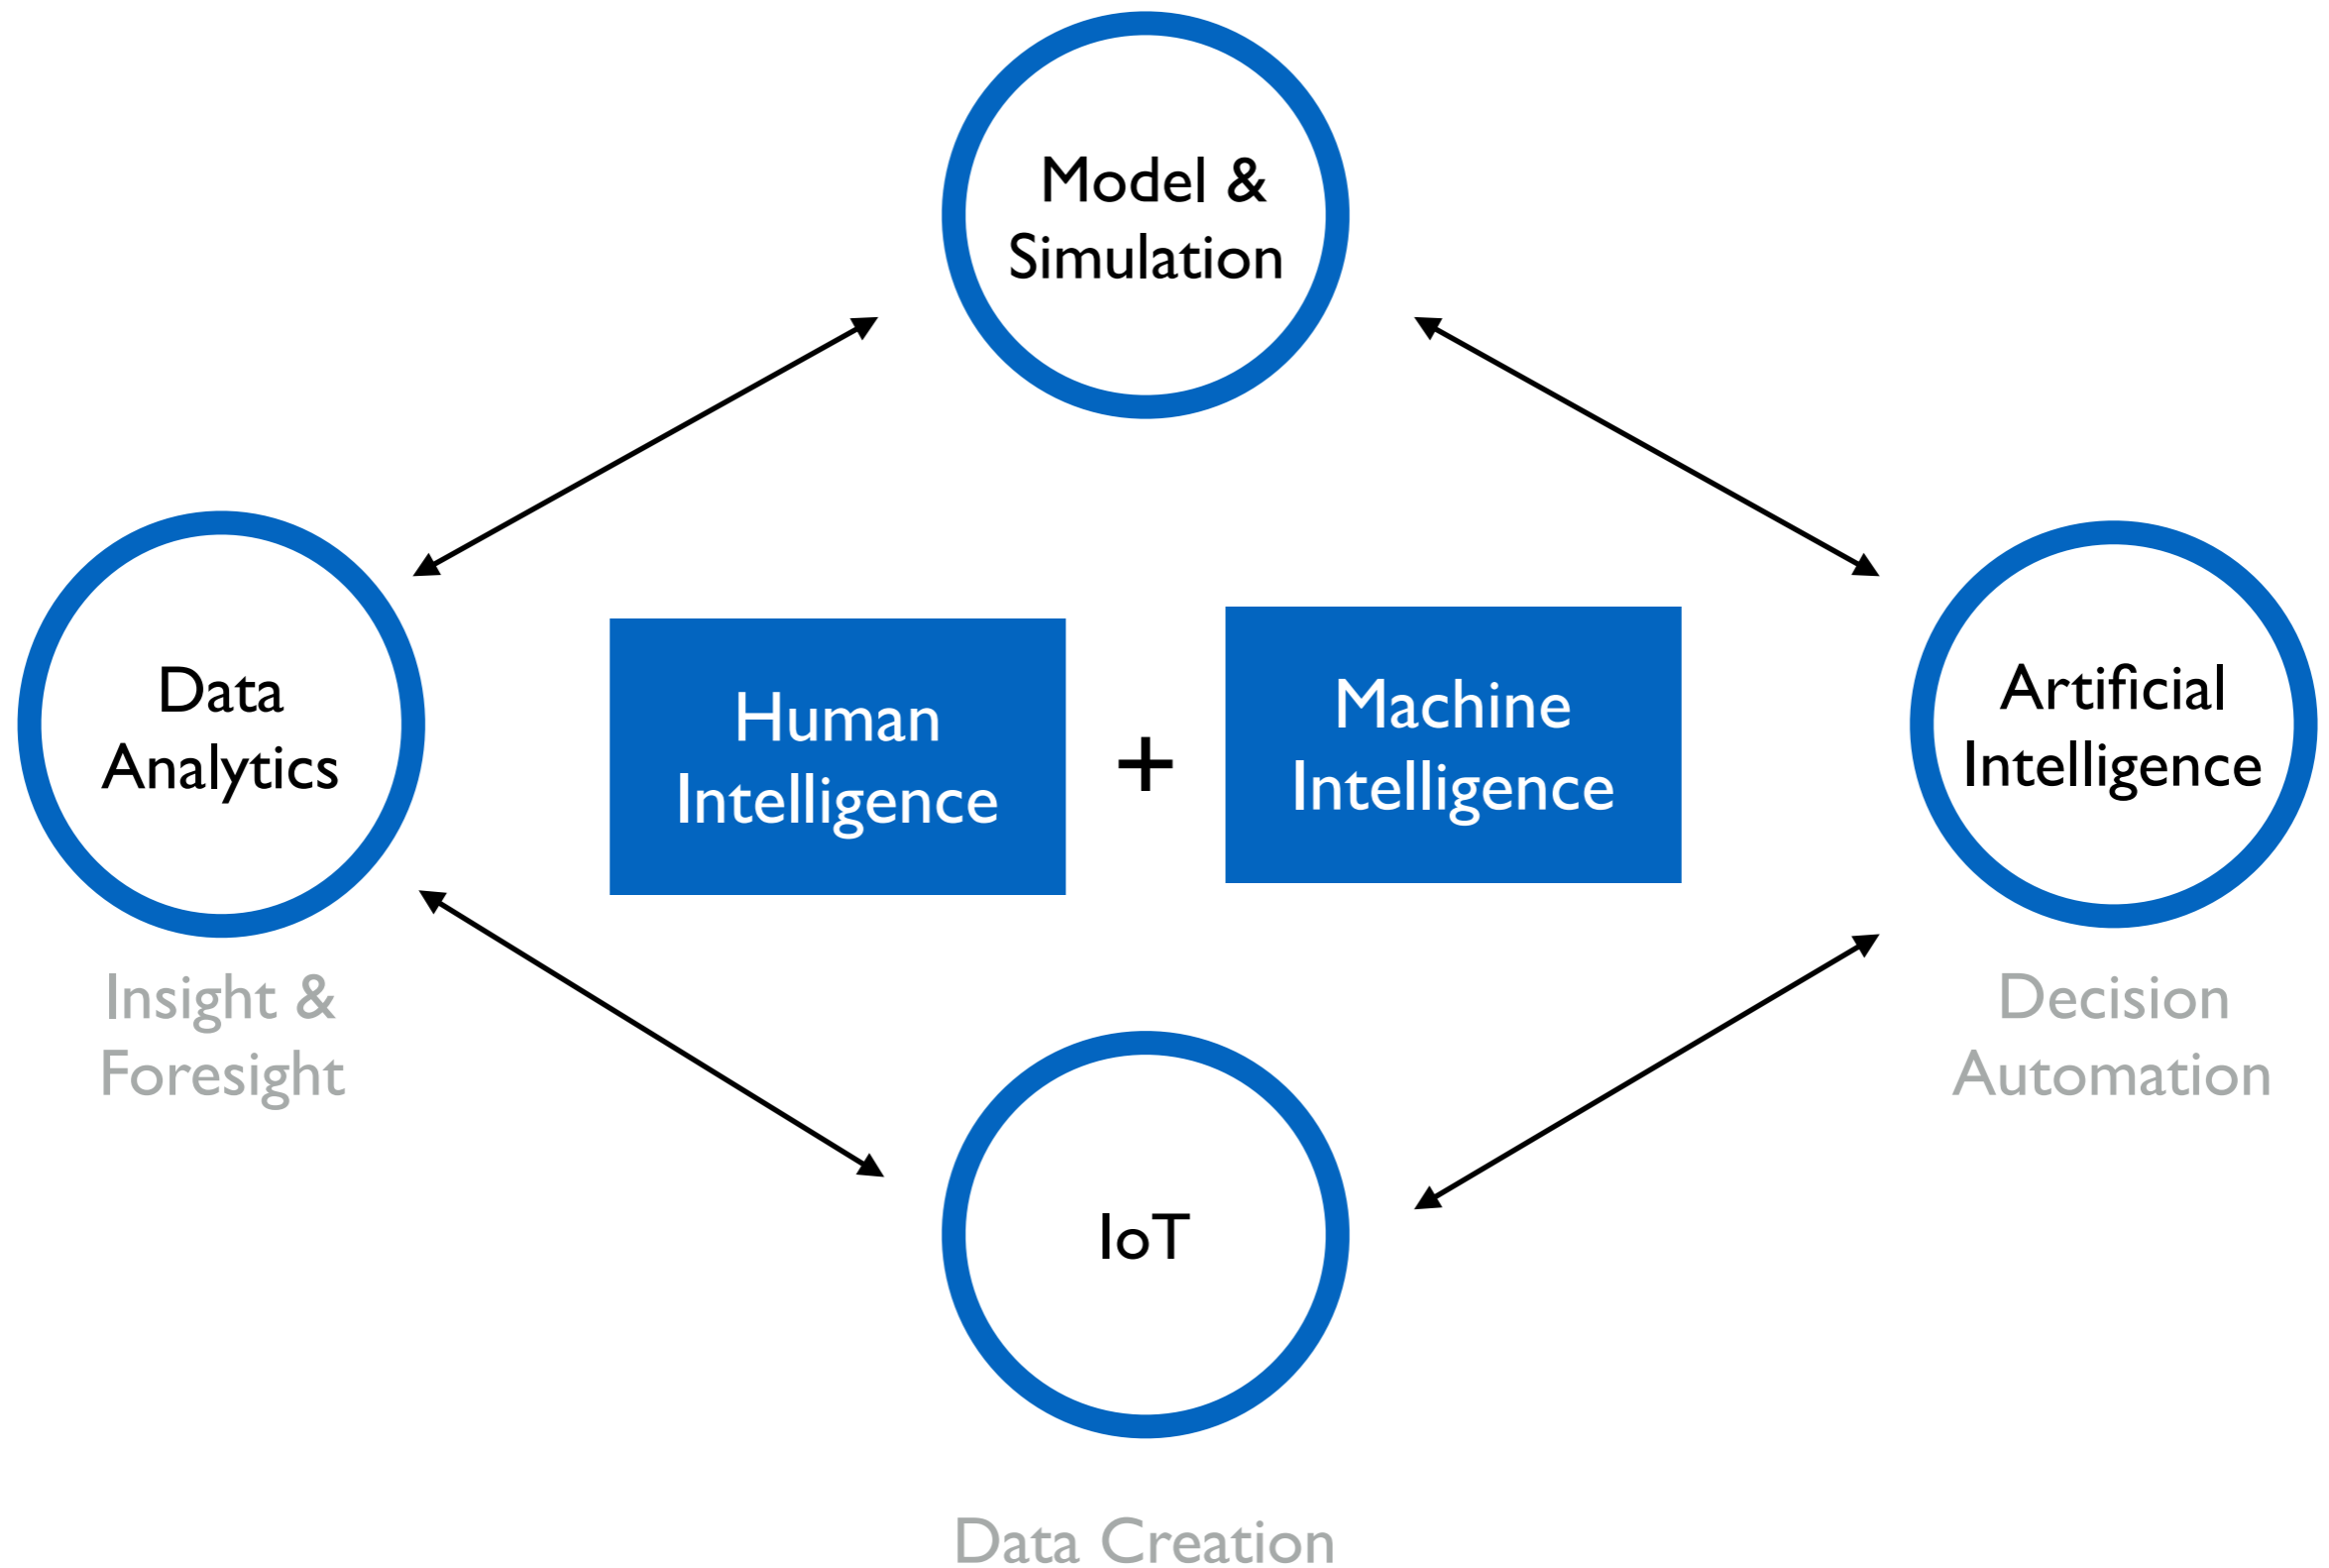 Model &
Simulation
Data
Analytics
Human
Intelligence
+
Machine
Intelligence
Artificial
Intelligence
Insight &
Foresight
Decision
Automation
IoT
Data Creation